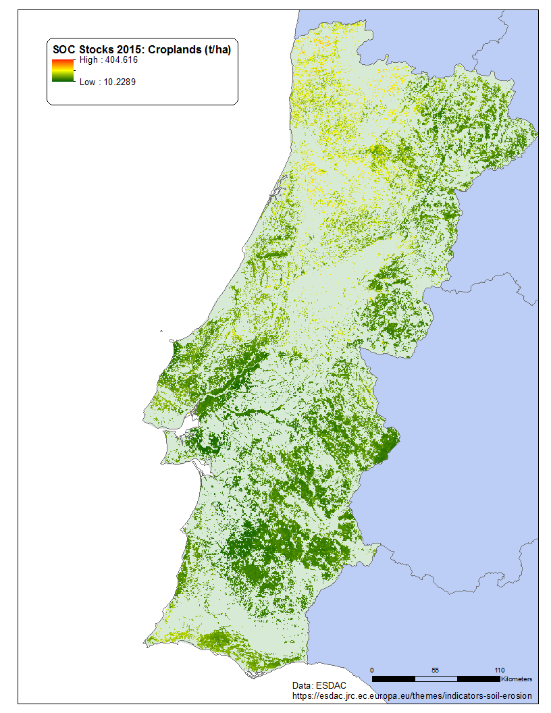 SOC Stocks 2015: Croplands (t/ha)
High : 404.616
Low : 10.2289
0 55 110
Kilometers
Data: ESDAC
https://esdac.jrc.ec.europa.eu/themes/indicators-soil-erosion